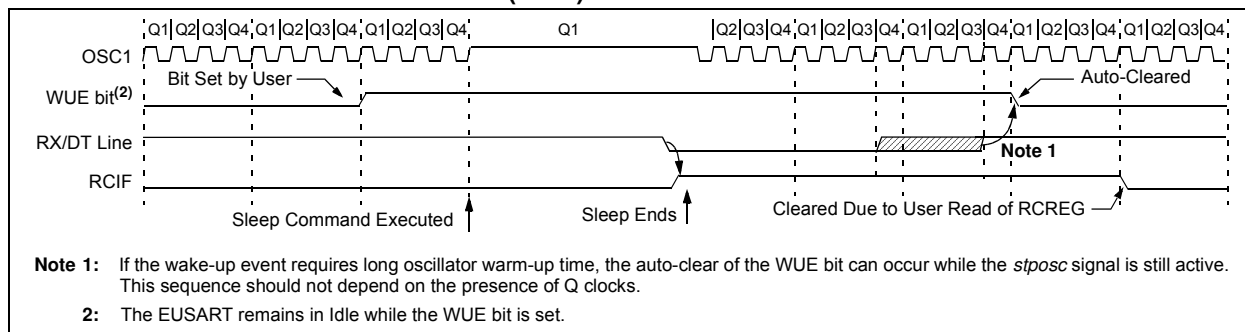 Q1 Q2 Q3 Q4 Q1 Q2 Q3 Q4 Q1 Q2 Q3 Q4 Q1 Q2 Q3 Q4 Q1 Q2 Q3 Q4 Q1 Q2 Q3 Q4 Q1 Q2 Q3 Q4 Q1 Q2 Q3 Q4
OSC1
Bit Set by User
Auto-Cleared
WUE bit(2)
RX/DT Line
Note 1
RCIF
Sleep Command Executed
Sleep Ends
Cleared Due to User Read of RCREG
Note 1: If the wake-up event requires long oscillator warm-up time, the auto-clear of the WUE bit can occur while the stposc signal is still active.
This sequence should not depend on the presence of Q clocks.
2: The EUSART remains in Idle while the WUE bit is set.